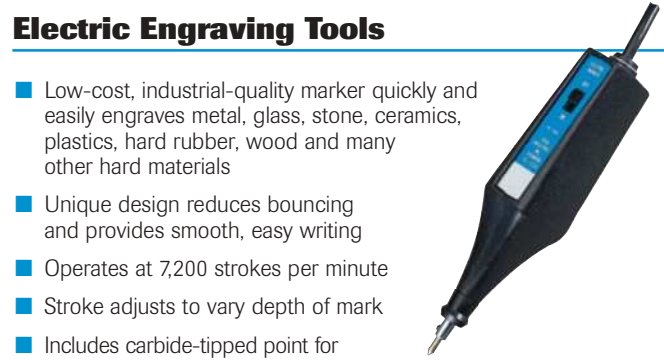 Electric Engraving Tools
■ Low-cost, industrial-quality marker quickly and
easily engraves metal, glass, stone, ceramics,
plastics, hard rubber, wood and many
other hard materials
■ Unique design reduces bouncing
and provides smooth, easy writing
■ Operates at 7,200 strokes per minute
■ Stroke adjusts to vary depth of mark
■ Includes carbide-tipped point for